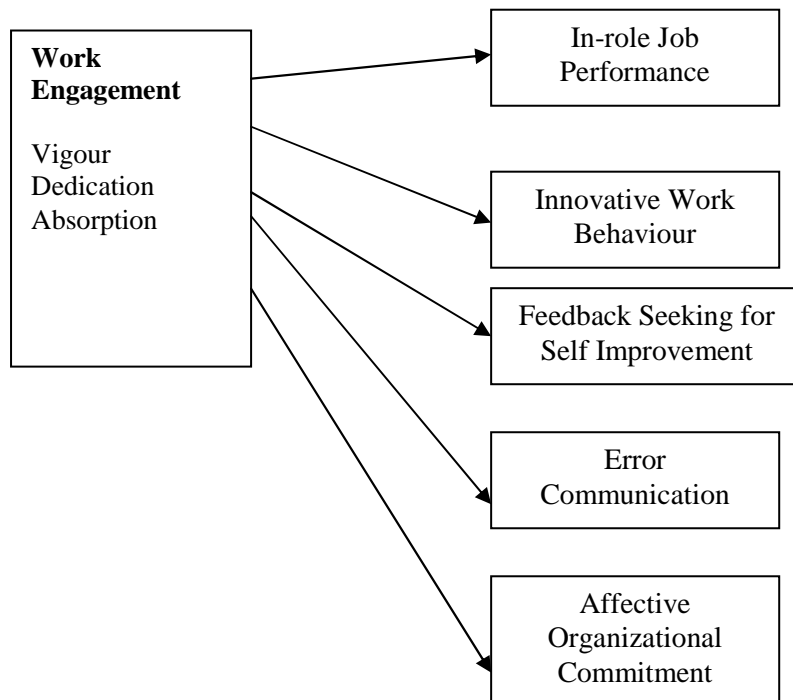 Work
Engagement
Vigour
Dedication
Absorption
In-role Job
Performance
Innovative Work
Behaviour
Feedback Seeking for
Self Improvement
Error
Communication
Affective
Organizational
Commitment